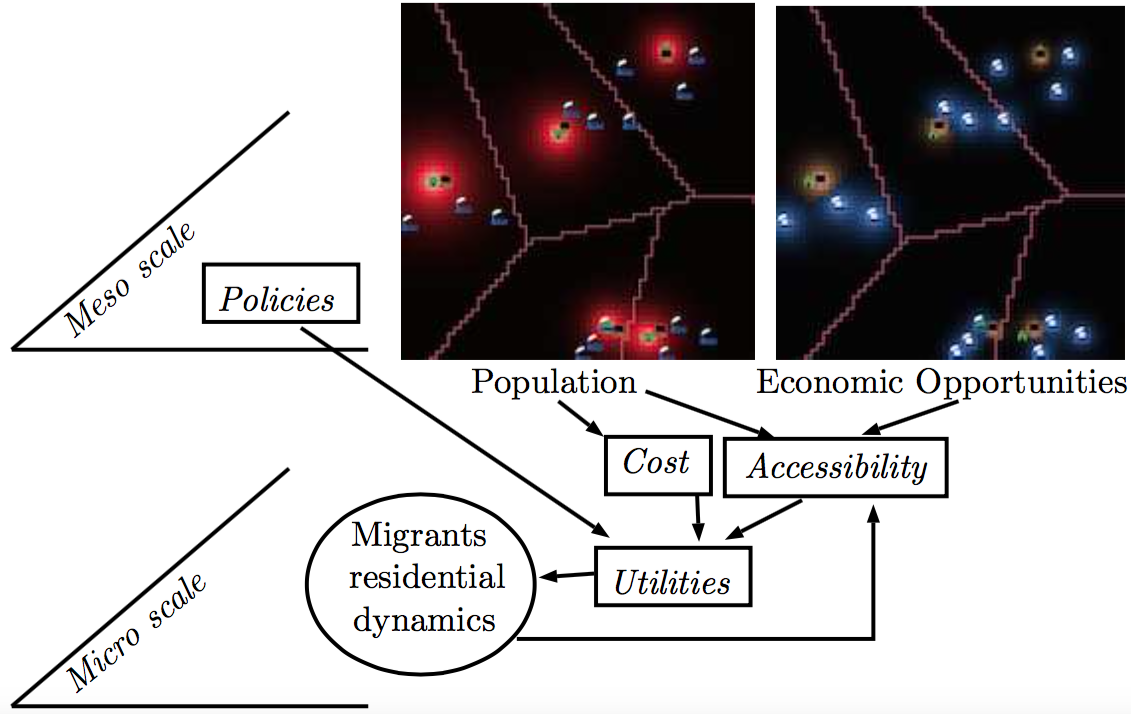 Meso scale
Policies
Population
Economic Opportunities
Cost
Accessibility
Migrants
residential
dynamics
Utilities
Micro scale